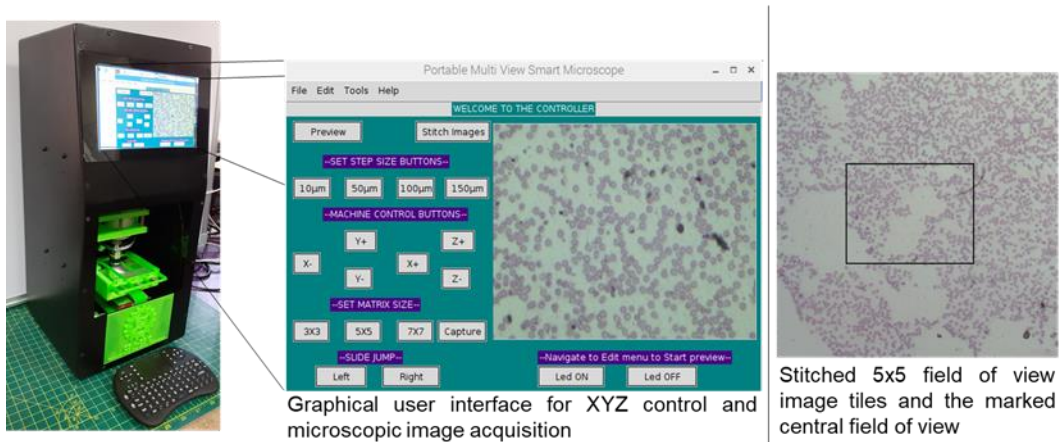 Portable Multi View Smart Microscope
File Edit Tools Help
WELCOME TO THE CONTROLLER
Preview Stitch Images
--SET STEP SIZE BUTTONS--
10μm 50μm 100μm 150μm
--MACHINE CONTROL BUTTONS--
Y+ Z+
X- X+
Y- Z-
--SET MATRIX SIZE--
3X3 5X5 7X7 Capture
--SLIDE JUMP-- --Navigate to Edit menu to Start preview--
Left Right Led ON Led OFF
Graphical user interface for XYZ control and
microscopic image acquisition
Stitched 5x5 field of view
image tiles and the marked
central field of view